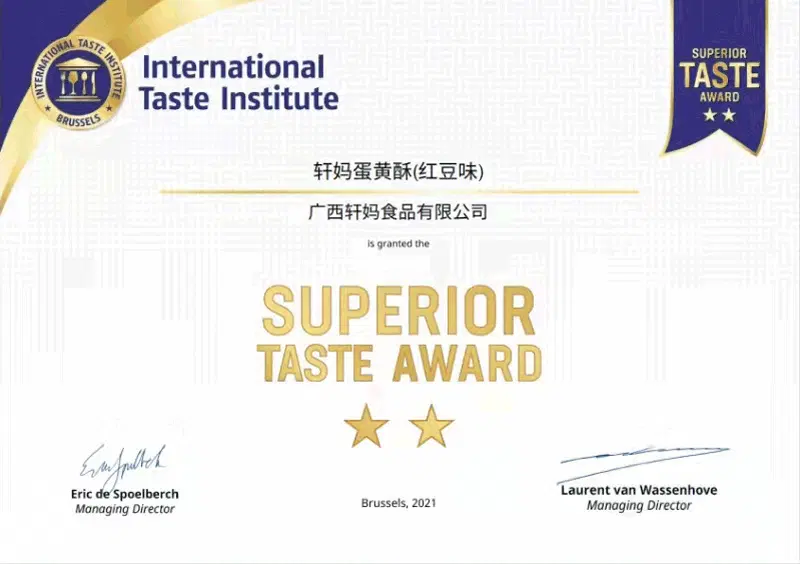 INTERNATIONAL TASTE INSTITUTE
BRUSSELS
International
Taste Institute
SUPERIOR
TASTE
AWARD
轩妈蛋黄酥(红豆味)
广西轩妈食品有限公司
is granted the
SUPERIOR
TASTE AWARD
Eric de Spoelberch
Managing Director
Brussels, 2021
Laurent van Wassenhove
Managing Director